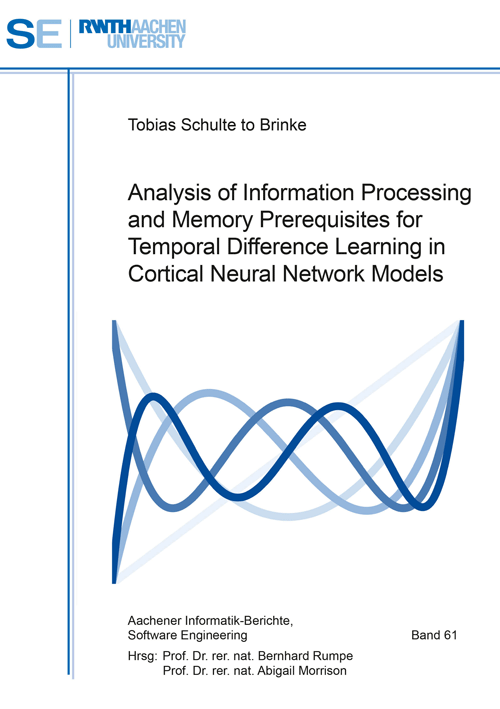 SE RWTHAACHEN
UNIVERSITY
Tobias Schulte to Brinke
Analysis of Information Processing
and Memory Prerequisites for
Temporal Difference Learning in
Cortical Neural Network Models
Aachener Informatik-Berichte,
Software Engineering Band 61
Hrsg: Prof. Dr. rer. nat. Bernhard Rumpe
Prof. Dr. rer. nat. Abigail Morrison